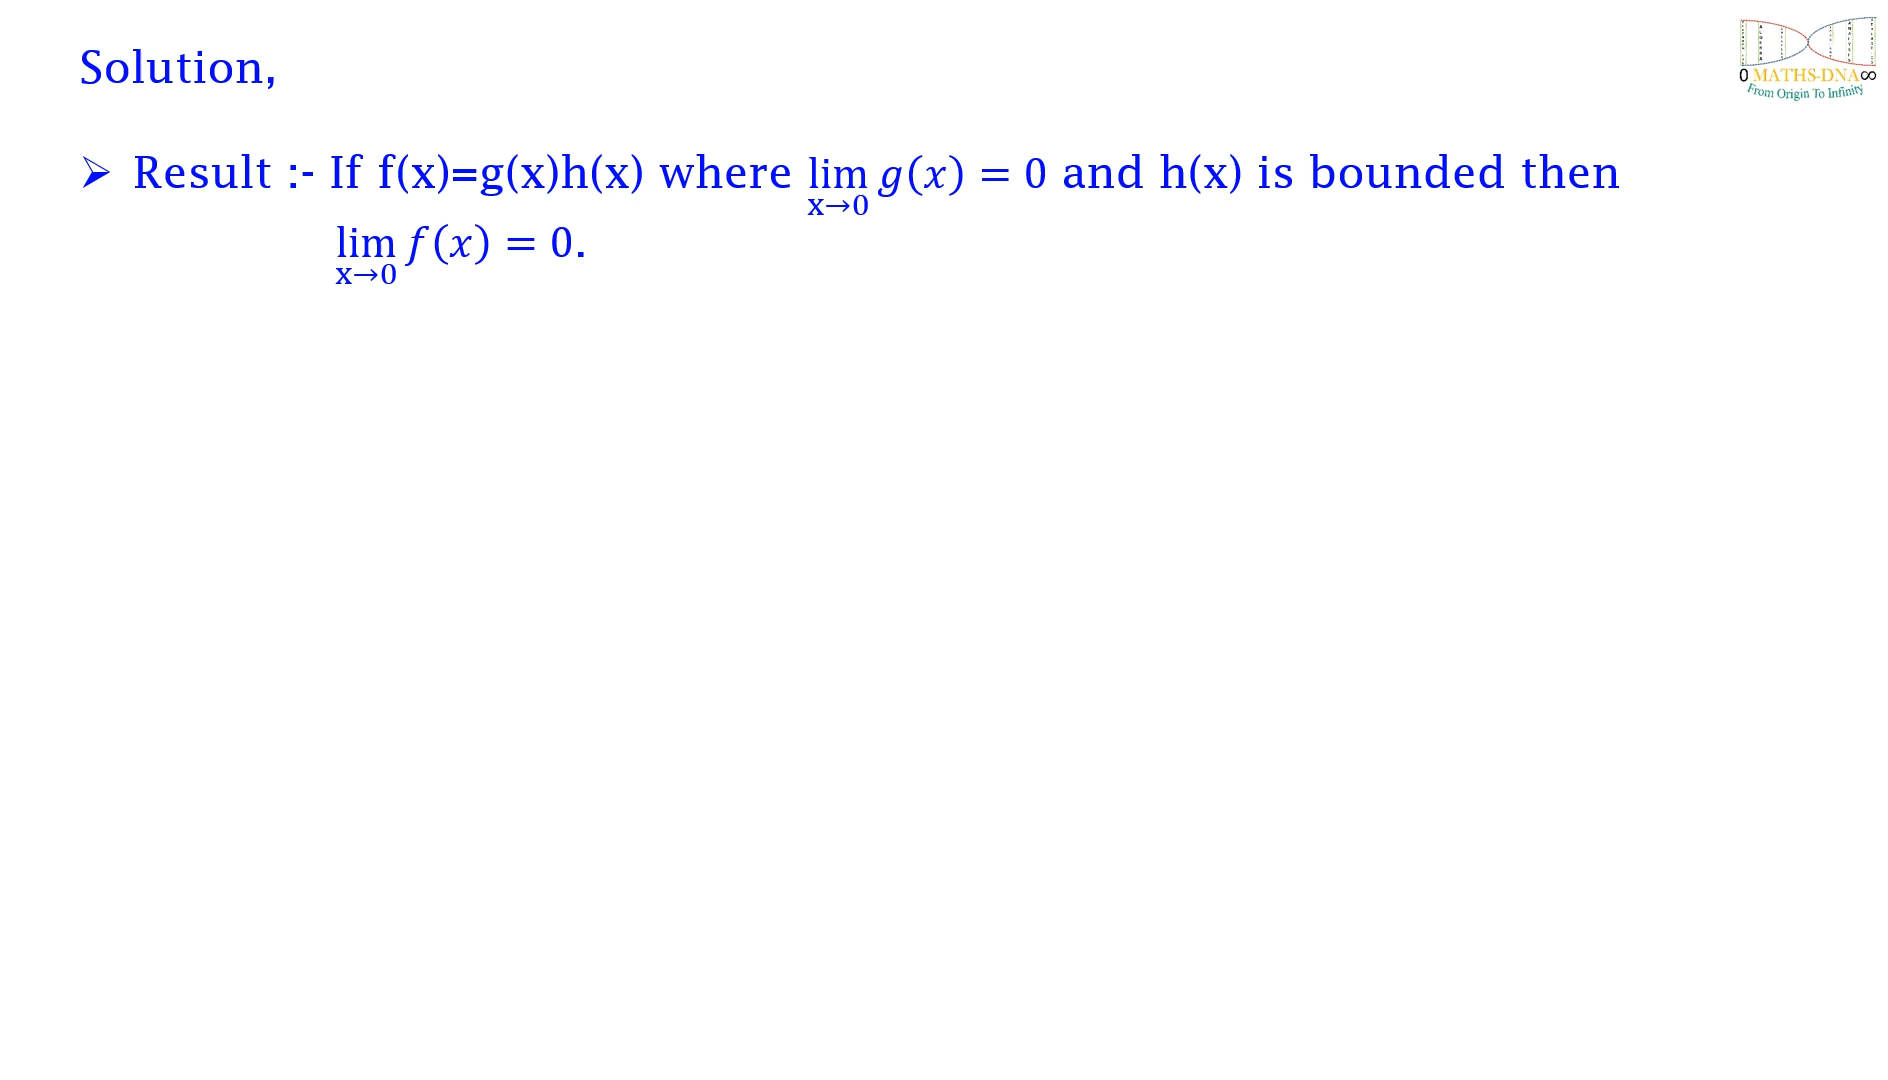 Solution,
0 MATHS-DNA∞
From Origin To Infinity
➢ Result :- If f(x)=g(x)h(x) where lim x→0 g(x) = 0 and h(x) is bounded then
lim x→0 f(x) = 0.